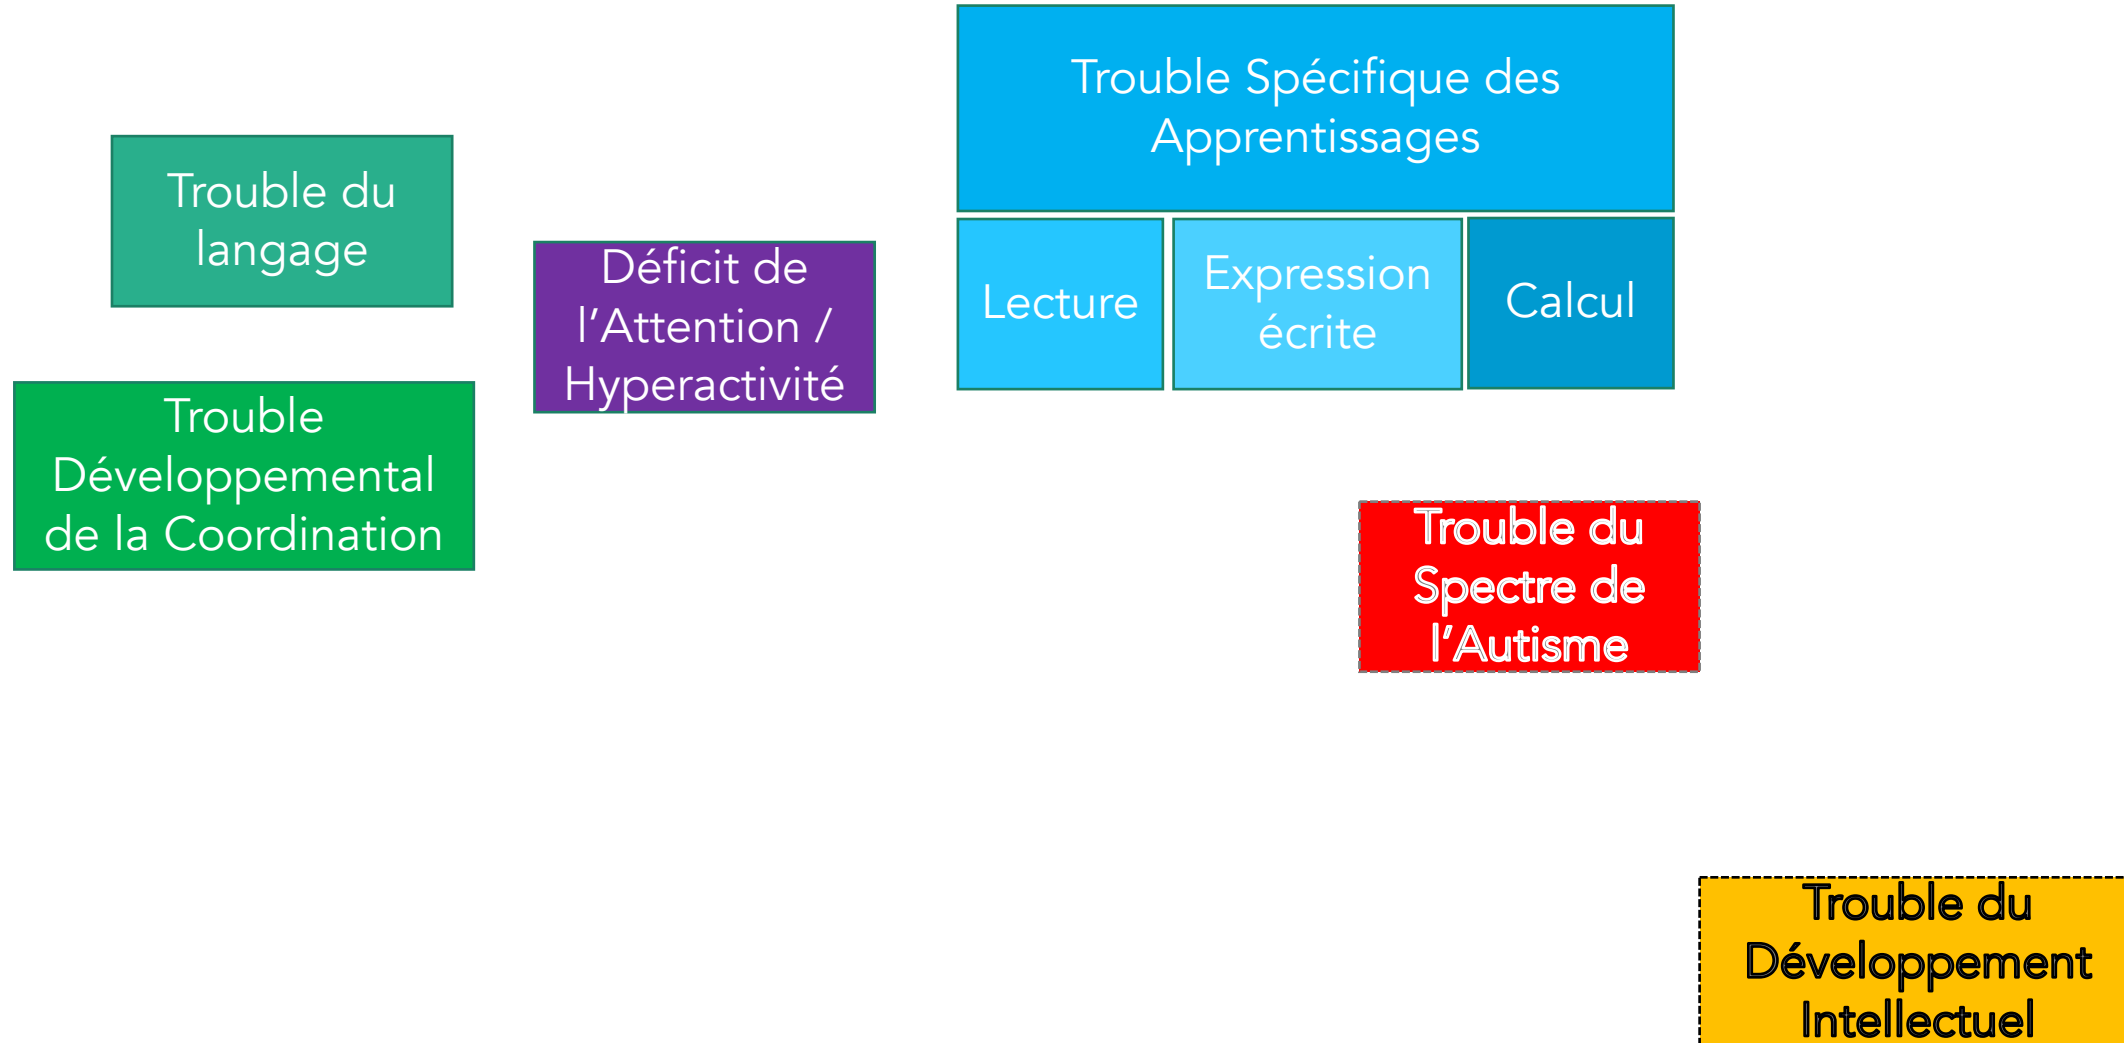 Trouble Spécifique des
Apprentissages
Trouble du
langage
Déficit de
l’Attention /
Hyperactivité
Lecture
Expression
écrite
Calcul
Trouble
Développemental
de la Coordination
Trouble du
Spectre de
l’Autisme
Trouble du
Développement
Intellectuel